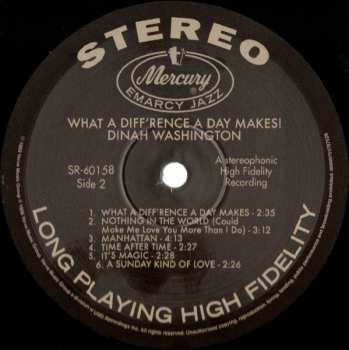 STEREO
Mercury
EMARCY JAZZ
WHAT A DIFF'RENCE A DAY MAKES!
DINAH WASHINGTON
SR-60158
Side 2
A stereophonic
High Fidelity
Recording
1. WHAT A DIFF'RENCE A DAY MAKES - 2:35
2. NOTHING IN THE WORLD (Could
Make Me Love You More Than I Do) - 3:12
3. MANHATTAN - 4:13
4. TIME AFTER TIME - 2:27
5. IT'S MAGIC - 2:28
6. A SUNDAY KIND OF LOVE - 2:26
LONG PLAYING HIGH FIDELITY